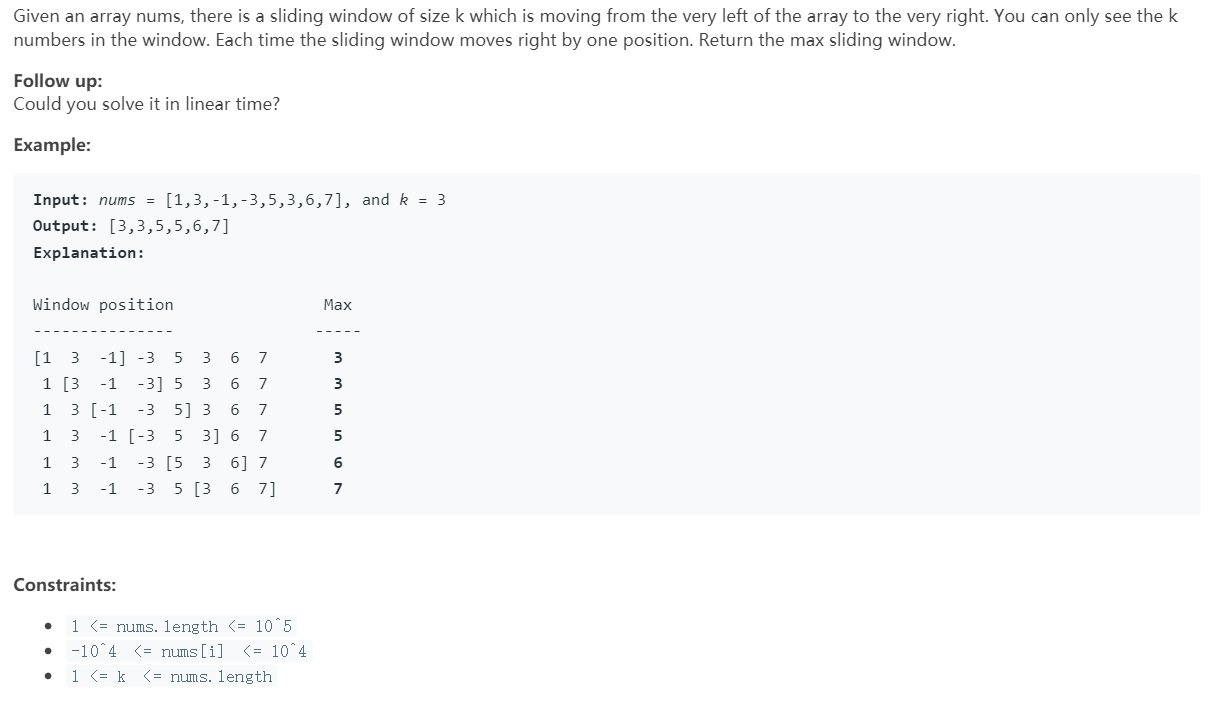 Given an array nums, there is a sliding window of size k which is moving from the very left of the array to the very right. You can only see the k
numbers in the window. Each time the sliding window moves right by one position. Return the max sliding window.
Follow up:
Could you solve it in linear time?
Example:
Input: nums = [1,3,-1,-3,5,3,6,7], and k = 3
Output: [3,3,5,5,6,7]
Explanation:
Window position                Max
---------------               -----
[1  3  -1] -3  5  3  6  7       3
 1 [3  -1  -3] 5  3  6  7       3
 1  3 [-1  -3  5] 3  6  7       5
 1  3  -1 [-3  5  3] 6  7       5
 1  3  -1  -3 [5  3  6] 7       6
 1  3  -1  -3  5 [3  6  7]      7
Constraints:
• 1 <= nums.length <= 10^5
• -10^4 <= nums[i] <= 10^4
• 1 <= k <= nums.length